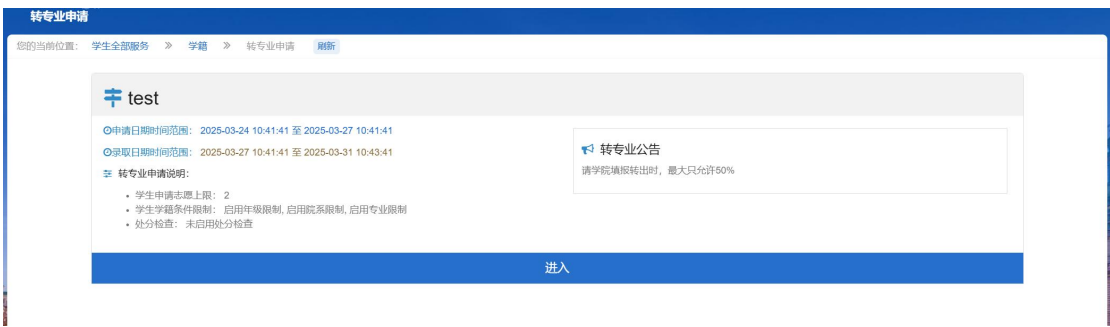 转专业申请
您的当前位置: 学生全部服务 » 学籍 » 转专业申请 刷新
test
申请日期时间范围: 2025-03-24 10:41:41 至 2025-03-27 10:41:41
录取日期时间范围: 2025-03-27 10:41:41 至 2025-03-31 10:43:41
转专业申请说明:
• 学生申请志愿上限: 2
• 学生学籍条件限制: 启用年级限制, 启用院系限制, 启用专业限制
• 处分检查: 未启用处分检查
转专业公告
请学院填报转出时, 最大只允许50%
进入